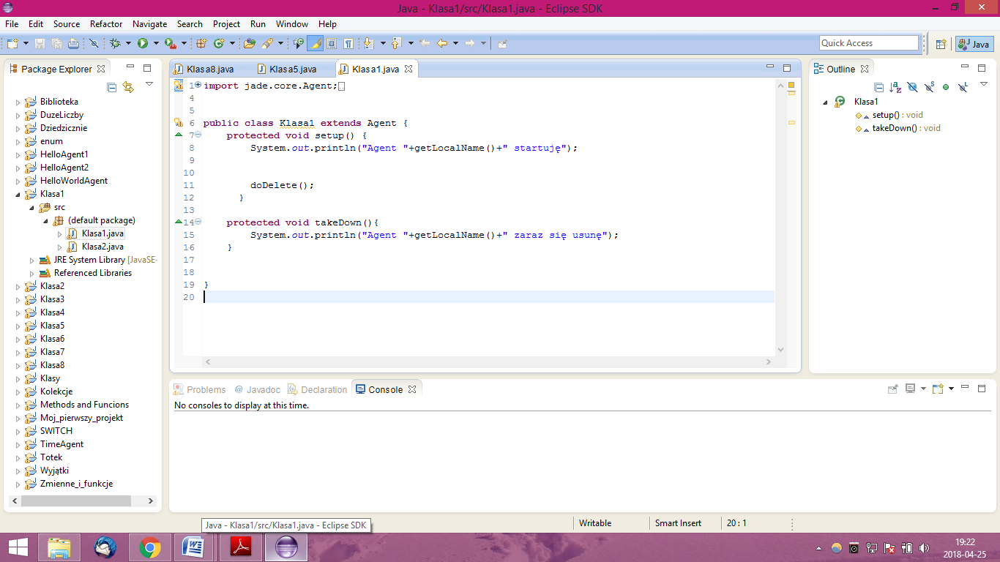 Java - Klasa1/src/Klasa1.java - Eclipse SDK
File Edit Source Refactor Navigate Search Project Run Window Help
Quick Access
Java
Package Explorer
Biblioteka
DuzeLiczby
Dziedzicznie
enum
HelloAgent1
HelloAgent2
HelloWorldAgent
Klasa1
src
(default package)
Klasa1.java
Klasa2.java
JRE System Library [JavaSE-
Referenced Libraries
Klasa2
Klasa3
Klasa4
Klasa5
Klasa6
Klasa7
Klasa8
Klasy
Kolekcje
Methods and Funcions
Moj_pierwszy_projekt
SWITCH
TimeAgent
Totek
Wyjątki
Zmienne_i_funkcje
Klasa8.java Klasa5.java Klasa1.java
1 import jade.core.Agent;
4
5
6 public class Klasa1 extends Agent {
7 protected void setup() {
8 System.out.println("Agent "+getLocalName()+" startuję");
9
10
11 doDelete();
12 }
13
14 protected void takeDown(){
15 System.out.println("Agent "+getLocalName()+" zaraz się usunę");
16 }
17
18
19 }
20
Outline
Klasa1
setup() : void
takeDown() : void
Problems @ Javadoc Declaration Console
No consoles to display at this time.
Java - Klasa1/src/Klasa1.java - Eclipse SDK
Writable Smart Insert 20 : 1
19:22
2018-04-25